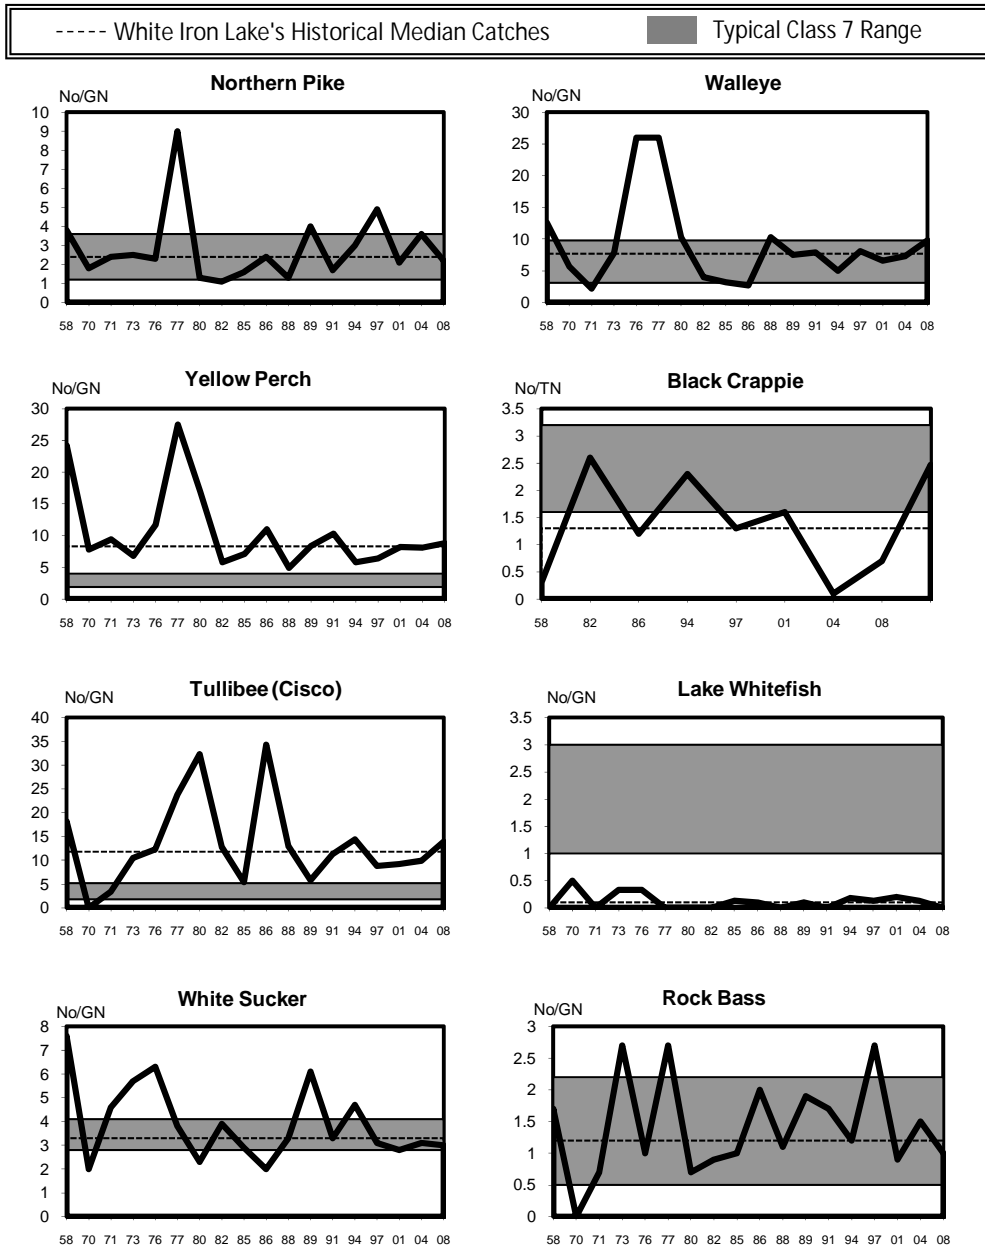 ----- White Iron Lake's Historical Median Catches Typical Class 7 Range
Northern Pike
No/GN
10
9
8
7
6
5
4
3
2
1
0
58 70 71 73 76 77 80 82 85 86 88 89 91 94 97 01 04 08
Walleye
No/GN
30
25
20
15
10
5
0
58 70 71 73 76 77 80 82 85 86 88 89 91 94 97 01 04 08
Yellow Perch
No/GN
30
25
20
15
10
5
0
58 70 71 73 76 77 80 82 85 86 88 89 91 94 97 01 04 08
Black Crappie
No/TN
3.5
3
2.5
2
1.5
1
0.5
0
58 82 86 94 97 01 04 08
Tullibee (Cisco)
No/GN
40
35
30
25
20
15
10
5
0
58 70 71 73 76 77 80 82 85 86 88 89 91 94 97 01 04 08
Lake Whitefish
No/GN
3.5
3
2.5
2
1.5
1
0.5
0
58 70 71 73 76 77 80 82 85 86 88 89 91 94 97 01 04 08
White Sucker
No/GN
8
7
6
5
4
3
2
1
0
58 70 71 73 76 77 80 82 85 86 88 89 91 94 97 01 04 08
Rock Bass
No/GN
3
2.5
2
1.5
1
0.5
0
58 70 71 73 76 77 80 82 85 86 88 89 91 94 97 01 04 08